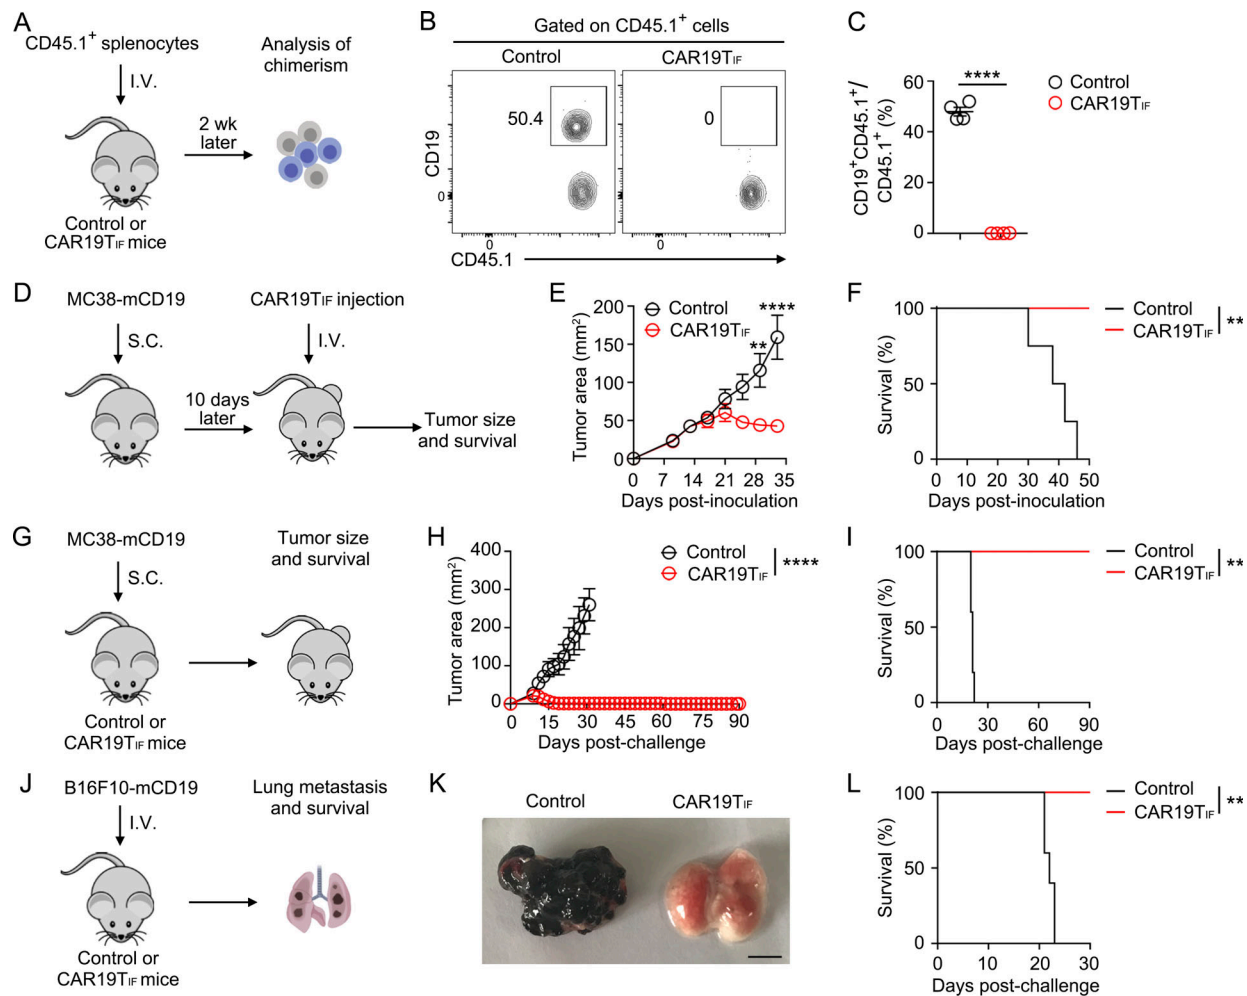 A
CD45.1⁺ splenocytes
I.V.
Analysis of
chimerism
2 wk
later
Control or
CAR19TIF mice
B
Gated on CD45.1⁺ cells
Control
CAR19TIF
50.4
0
CD19
0
0
0
CD45.1
C
CD19⁺CD45.1⁺/
CD45.1⁺ (%)
60
40
20
0
****
Control
CAR19TIF
D
MC38-mCD19
S.C.
10 days
later
CAR19TIF injection
I.V.
Tumor size
and survival
E
Tumor area (mm²)
200
150
100
50
0
Control
CAR19TIF
**
****
0 7 14 21 28 35
Days post-inoculation
F
Survival (%)
100
50
0
0 10 20 30 40 50
Days post-inoculation
Control
CAR19TIF
**
G
MC38-mCD19
S.C.
Tumor size
and survival
Control or
CAR19TIF mice
H
Tumor area (mm²)
400
300
200
100
0
0 15 31 45 61 75 90
Days post-challenge
Control
CAR19TIF
****
I
Survival (%)
100
50
0
0 30 60 90
Days post-challenge
Control
CAR19TIF
**
J
B16F10-mCD19
I.V.
Lung metastasis
and survival
Control or
CAR19TIF mice
K
Control
CAR19TIF
L
Survival (%)
100
50
0
0 10 20 30
Days post-challenge
Control
CAR19TIF
**